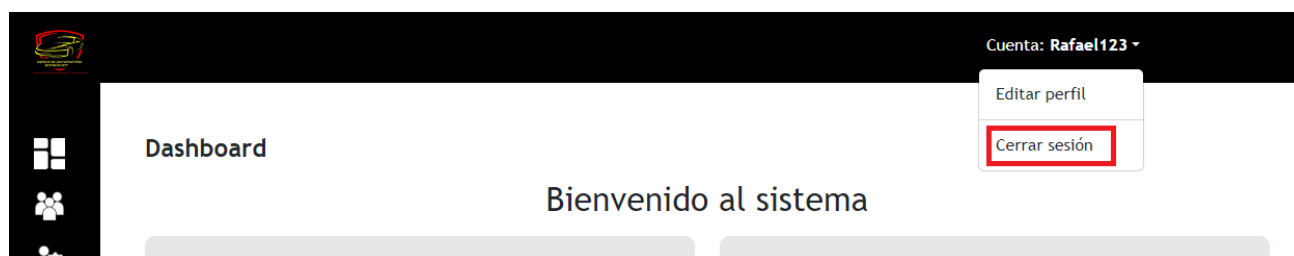 Cuenta: Rafael123
Editar perfil
Cerrar sesión
Dashboard
Bienvenido al sistema